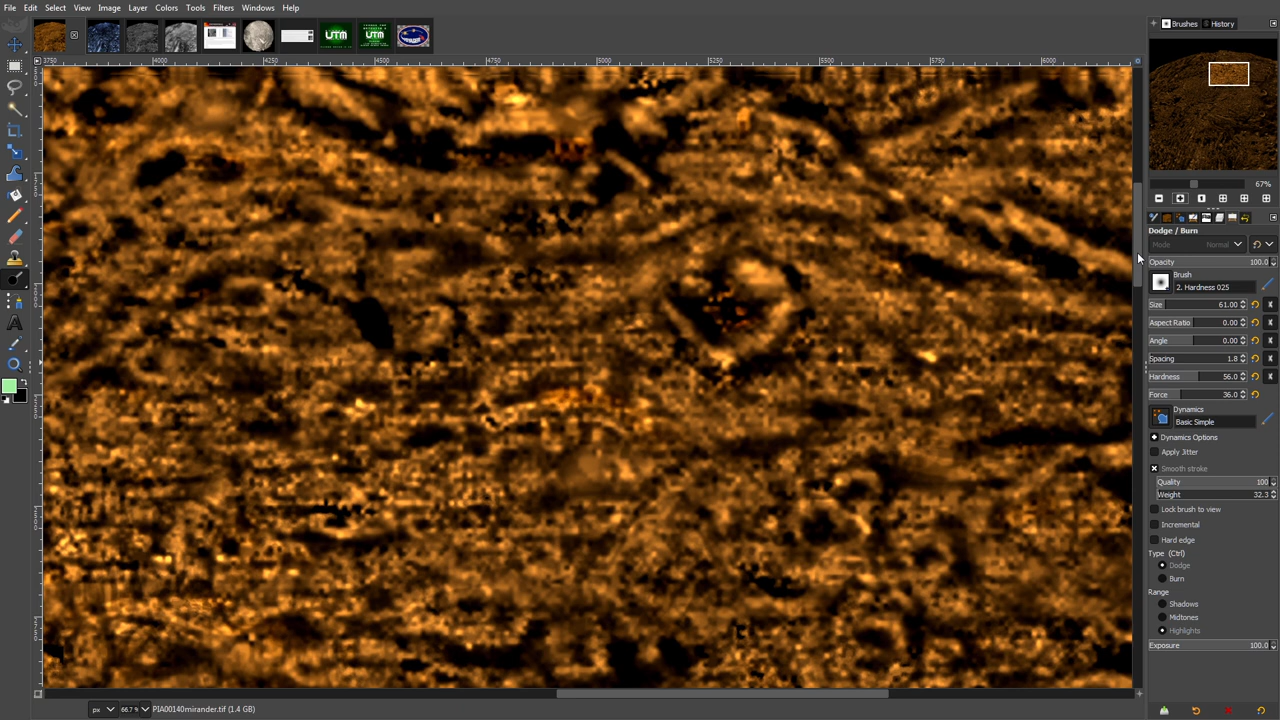 File Edit Select View Image Layer Colors Tools Filters Windows Help
UTM
UTM
Brushes History
3750 4000 4250 4500 4750 5000 5250 5500 5750 6000
67%
Dodge / Burn
Mode Normal
Opacity 100.0
Brush
2. Hardness 025
Size 61.00
Aspect Ratio 0.00
Angle 0.00
Spacing 1.8
Hardness 56.0
Force 36.0
Dynamics
Basic Simple
Dynamics Options
Apply Jitter
Smooth stroke
Quality 100
Weight 32.3
Lock brush to view
Incremental
Hard edge
Type (Ctrl)
Dodge
Burn
Range
Shadows
Midtones
Highlights
Exposure 100.0
px 66.7 % PIA00140mirander.tif (1.4 GB)